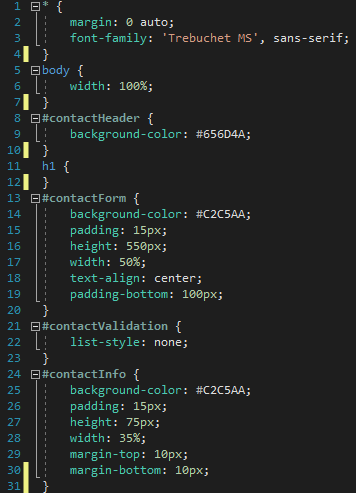 1 * {
2 margin: 0 auto;
3 font-family: 'Trebuchet MS', sans-serif;
4 }
5 body {
6 width: 100%;
7 }
8 #contactHeader {
9 background-color: #656D4A;
10 }
11 h1 {
12 }
13 #contactForm {
14 background-color: #C2C5AA;
15 padding: 15px;
16 height: 550px;
17 width: 50%;
18 text-align: center;
19 padding-bottom: 100px;
20 }
21 #contactValidation {
22 list-style: none;
23 }
24 #contactInfo {
25 background-color: #C2C5AA;
26 padding: 15px;
27 height: 75px;
28 width: 35%;
29 margin-top: 10px;
30 margin-bottom: 10px;
31 }